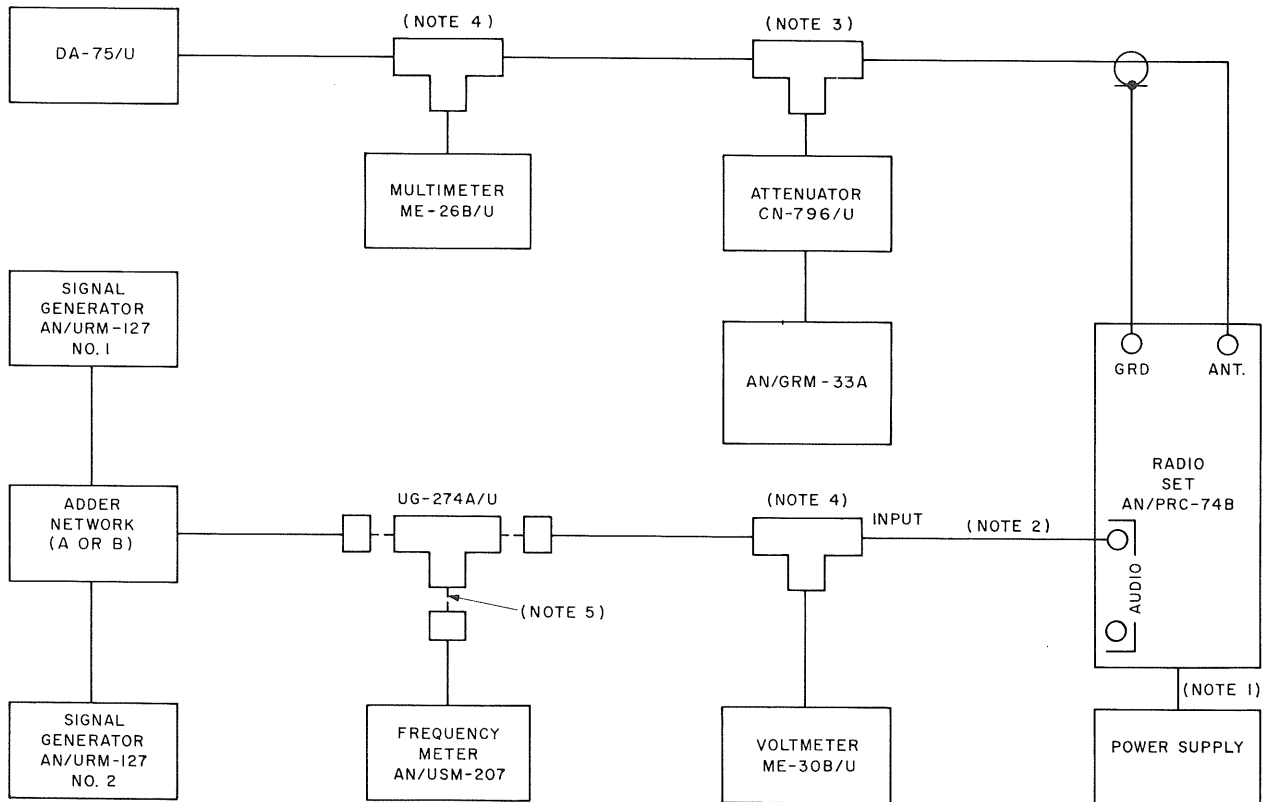 DA-75/U
(NOTE 4)
(NOTE 3)
MULTIMETER
ME-26B/U
ATTENUATOR
CN-796/U
SIGNAL
GENERATOR
AN/URM-127
NO. 1
AN/GRM-33A
GRD
ANT.
RADIO
SET
AN/PRC-74B
ADDER
NETWORK
(A OR B)
UG-274A/U
(NOTE 4)
INPUT
(NOTE 2)
AUDIO
(NOTE 5)
(NOTE 1)
SIGNAL
GENERATOR
AN/URM-127
NO. 2
FREQUENCY
METER
AN/USM-207
VOLTMETER
ME-30B/U
POWER SUPPLY